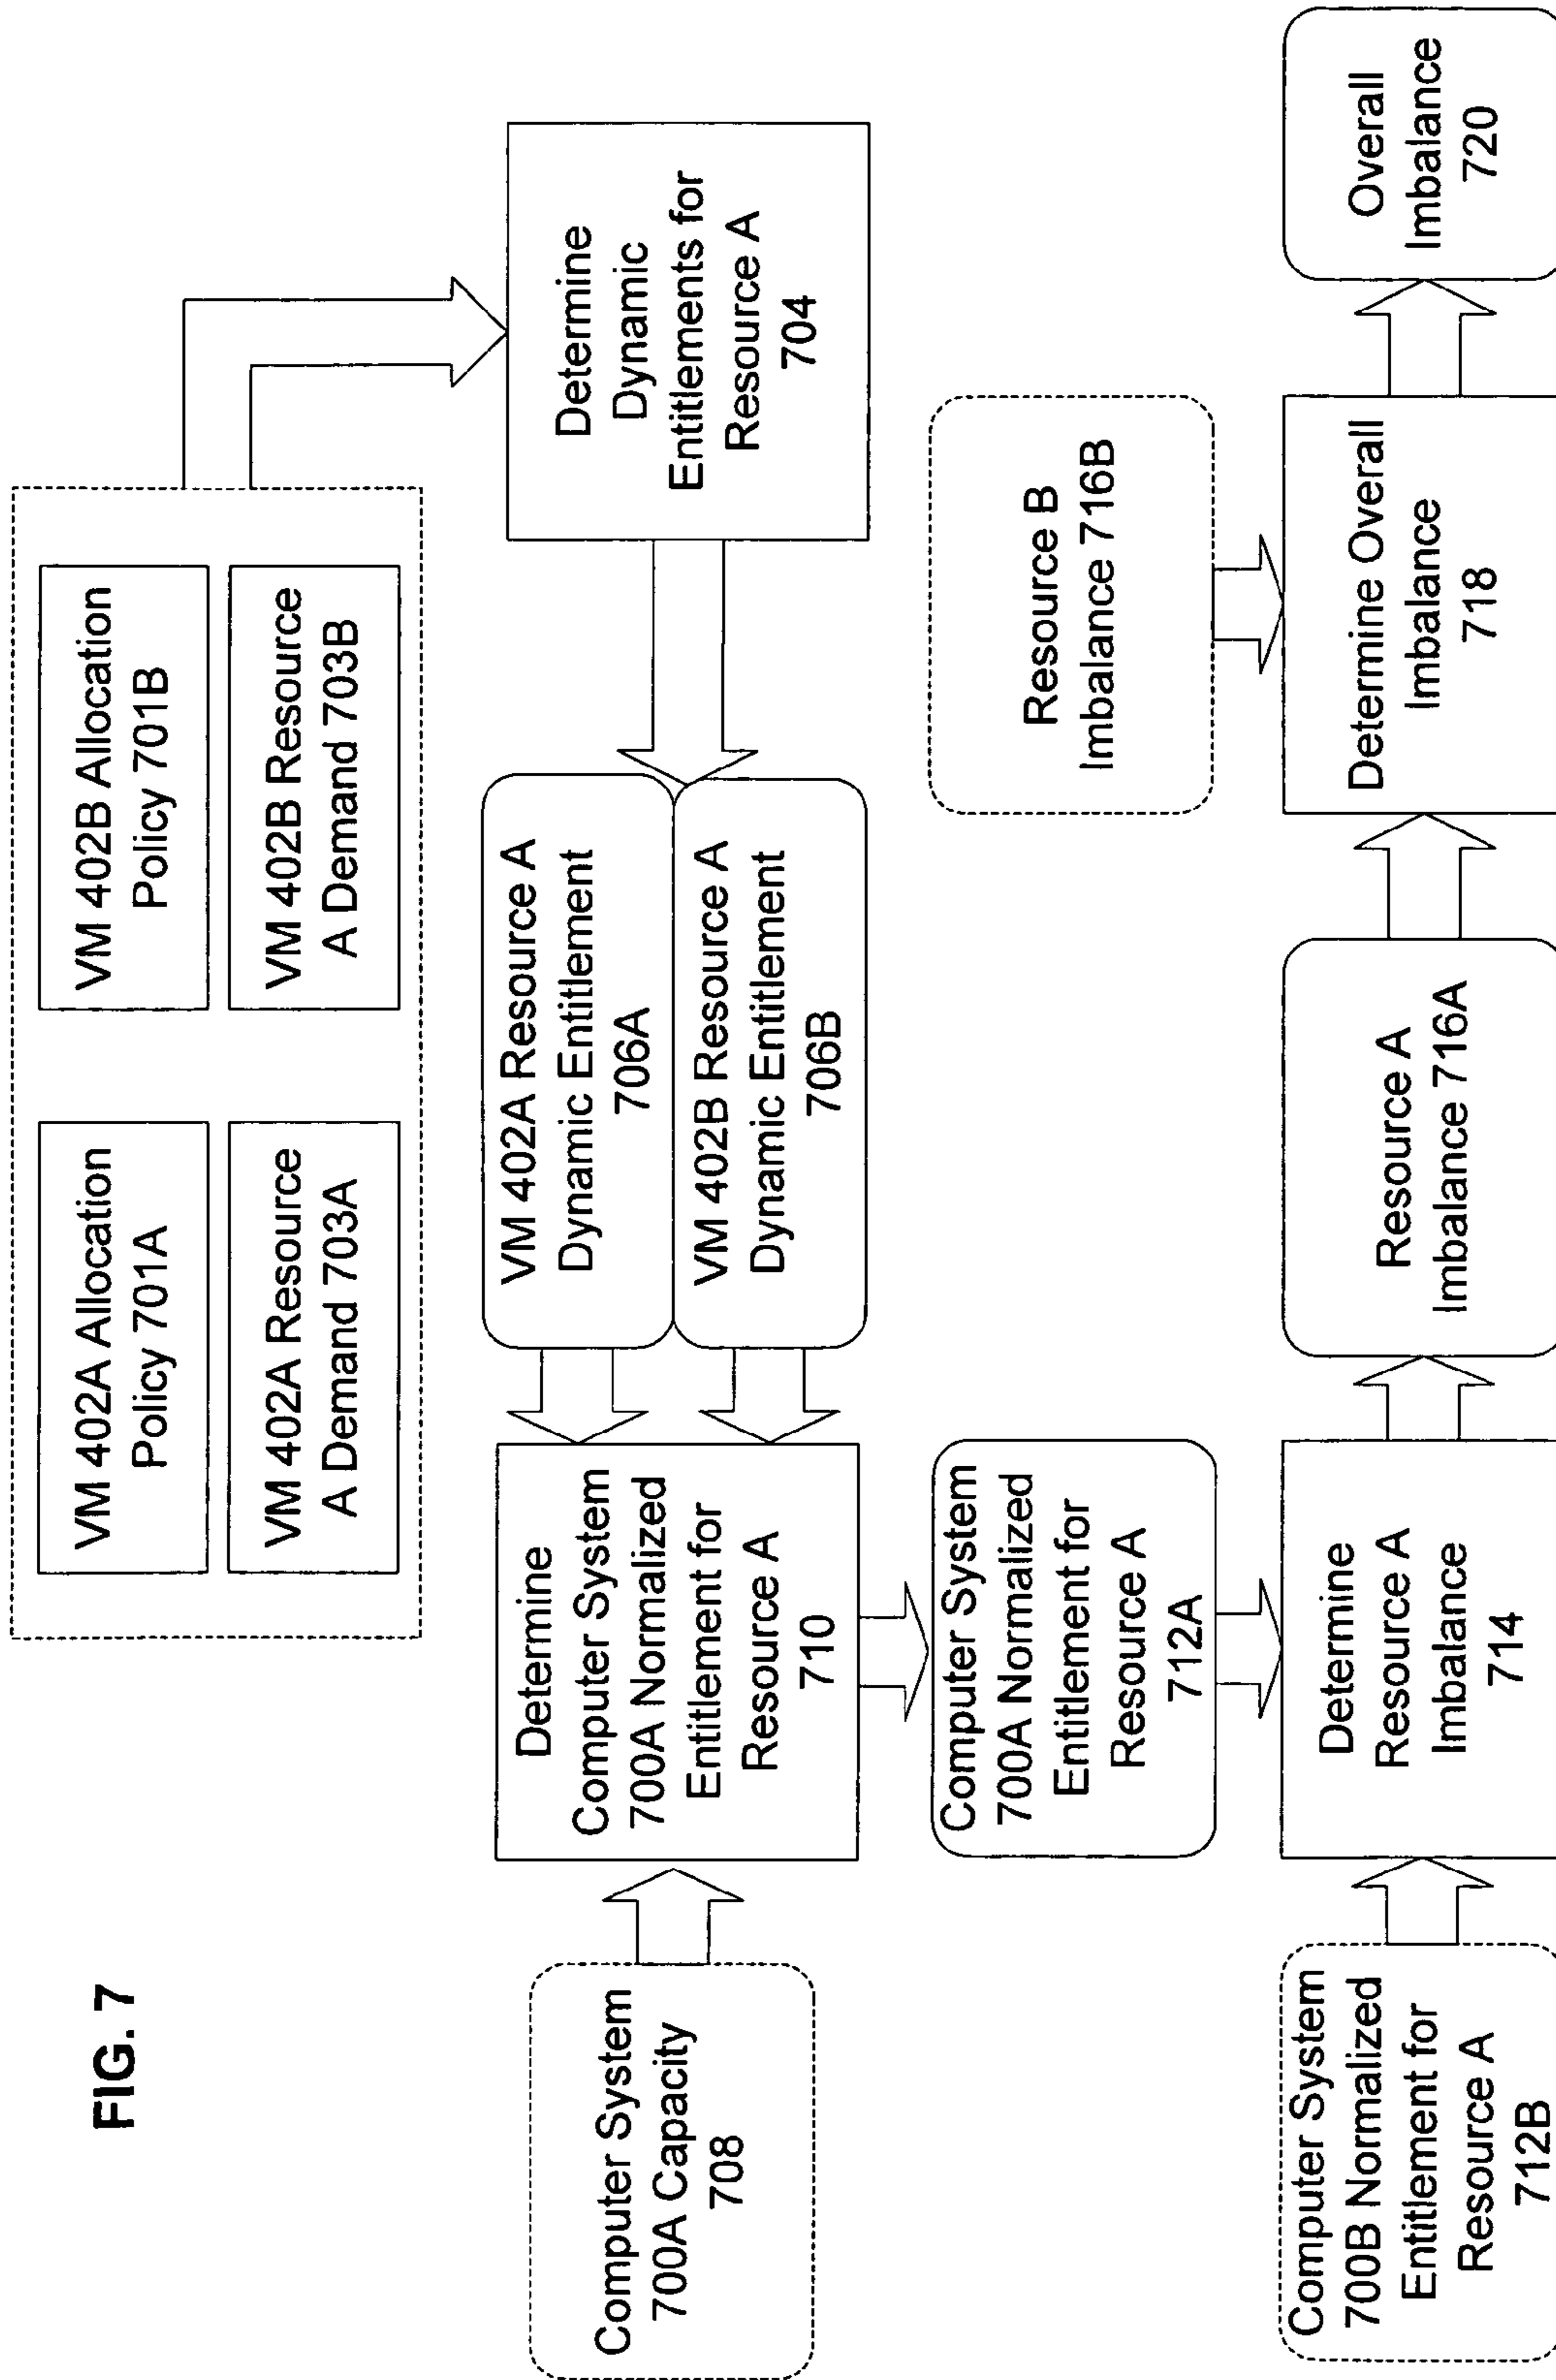 FIG. 7
VM 402A Allocation
Policy 701A
VM 402B Allocation
Policy 701B
VM 402A Resource
A Demand 703A
VM 402B Resource
A Demand 703B
Computer System
700A Capacity
708
Determine
Computer System
700A Normalized
Entitlement for
Resource A
710
VM 402A Resource A
Dynamic Entitlement
706A
VM 402B Resource A
Dynamic Entitlement
706B
Determine
Dynamic
Entitlements for
Resource A
704
Computer System
700A Normalized
Entitlement for
Resource A
712A
Resource B
Imbalance 716B
Computer System
700B Normalized
Entitlement for
Resource A
712B
Determine
Resource A
Imbalance
714
Resource A
Imbalance 716A
Determine Overall
Imbalance
718
Overall
Imbalance
720